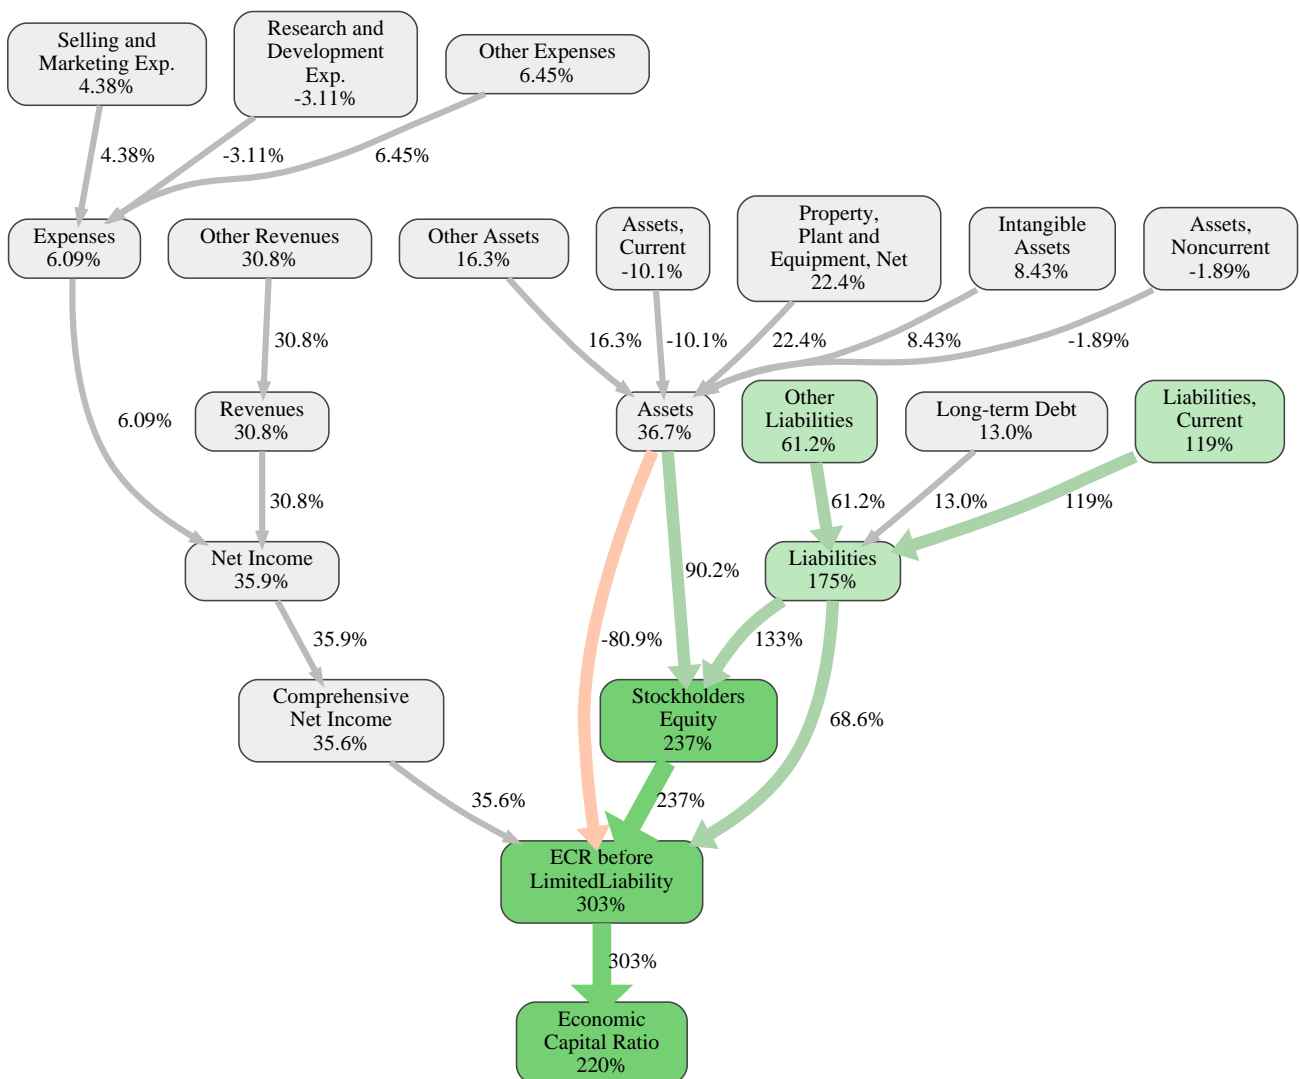 Selling and
Marketing Exp.
4.38%
Research and
Development
Exp.
-3.11%
Other Expenses
6.45%
4.38%
-3.11%
6.45%
Expenses
6.09%
Other Revenues
30.8%
Other Assets
16.3%
Assets,
Current
-10.1%
Property,
Plant and
Equipment, Net
22.4%
Intangible
Assets
8.43%
Assets,
Noncurrent
-1.89%
30.8%
16.3%
-10.1%
22.4%
8.43%
-1.89%
6.09%
Revenues
30.8%
Assets
36.7%
Other
Liabilities
61.2%
Long-term Debt
13.0%
Liabilities,
Current
119%
30.8%
61.2%
13.0%
119%
Net Income
35.9%
90.2%
Liabilities
175%
35.9%
-80.9%
133%
Comprehensive
Net Income
35.6%
Stockholders
Equity
237%
68.6%
35.6%
237%
ECR before
LimitedLiability
303%
303%
Economic
Capital Ratio
220%